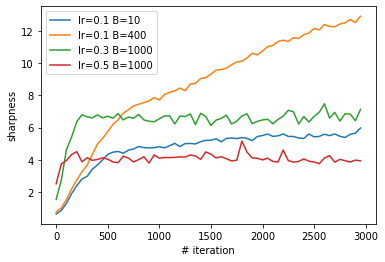 lr=0.1 B=10
lr=0.1 B=400
lr=0.3 B=1000
lr=0.5 B=1000
12
10
8
6
4
2
sharpness
0
500
1000
1500
2000
2500
3000
# iteration